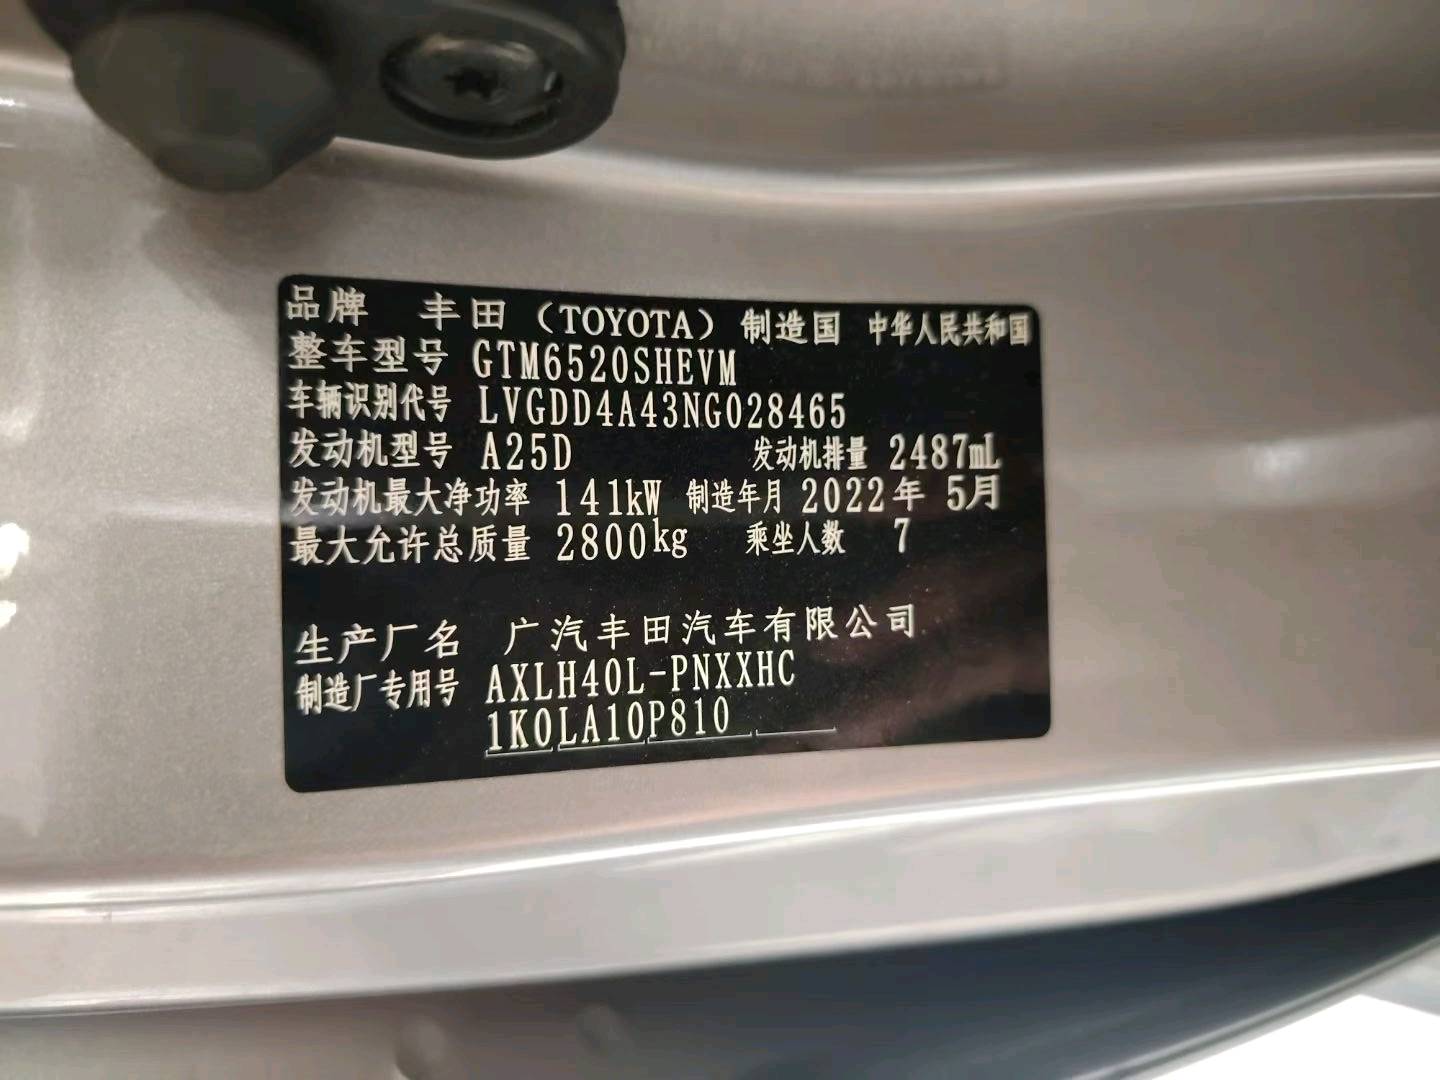 品牌 丰田（TOYOTA） 制造国 中华人民共和国
整车型号 GTM6520SHEVM
车辆识别代号 LVGDD4A43NG028465
发动机型号 A25D 发动机排量 2487mL
发动机最大净功率 141kW 制造年月 2022年 5月
最大允许总质量 2800kg 乘坐人数 7
生产厂名 广汽丰田汽车有限公司
制造厂专用号 AXLH40L-PNXXHC
1K0LA10P810